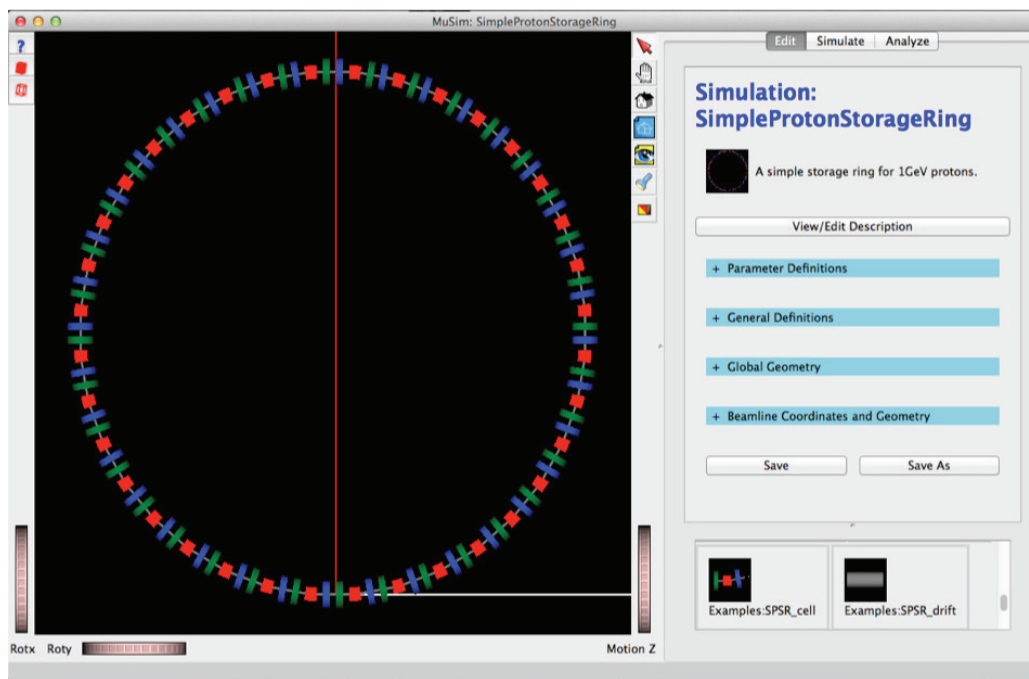 MuSim: SimpleProtonStorageRing
?
Edit Simulate Analyze
Simulation:
SimpleProtonStorageRing
A simple storage ring for 1GeV protons.
View/Edit Description
+ Parameter Definitions
+ General Definitions
+ Global Geometry
+ Beamline Coordinates and Geometry
Save Save As
Examples:SPSR_cell Examples:SPSR_drift
Rotx Roty Motion Z